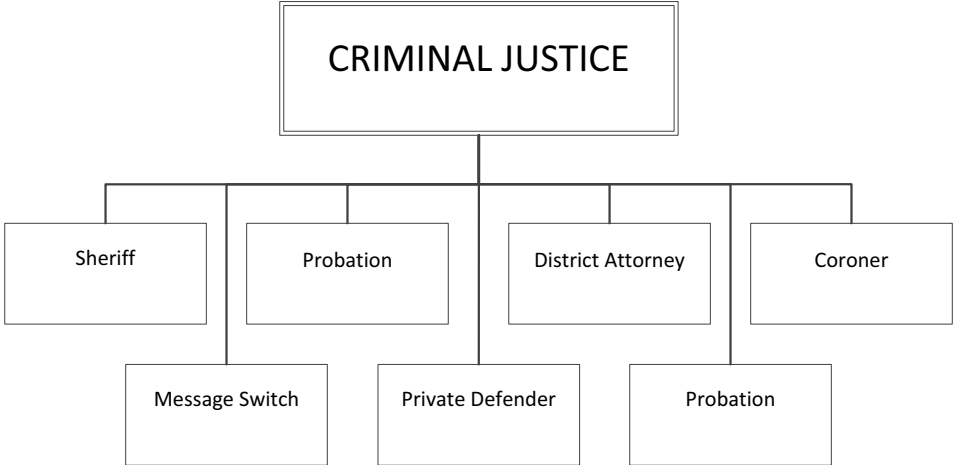 CRIMINAL JUSTICE
Sheriff
Probation
District Attorney
Coroner
Message Switch
Private Defender
Probation